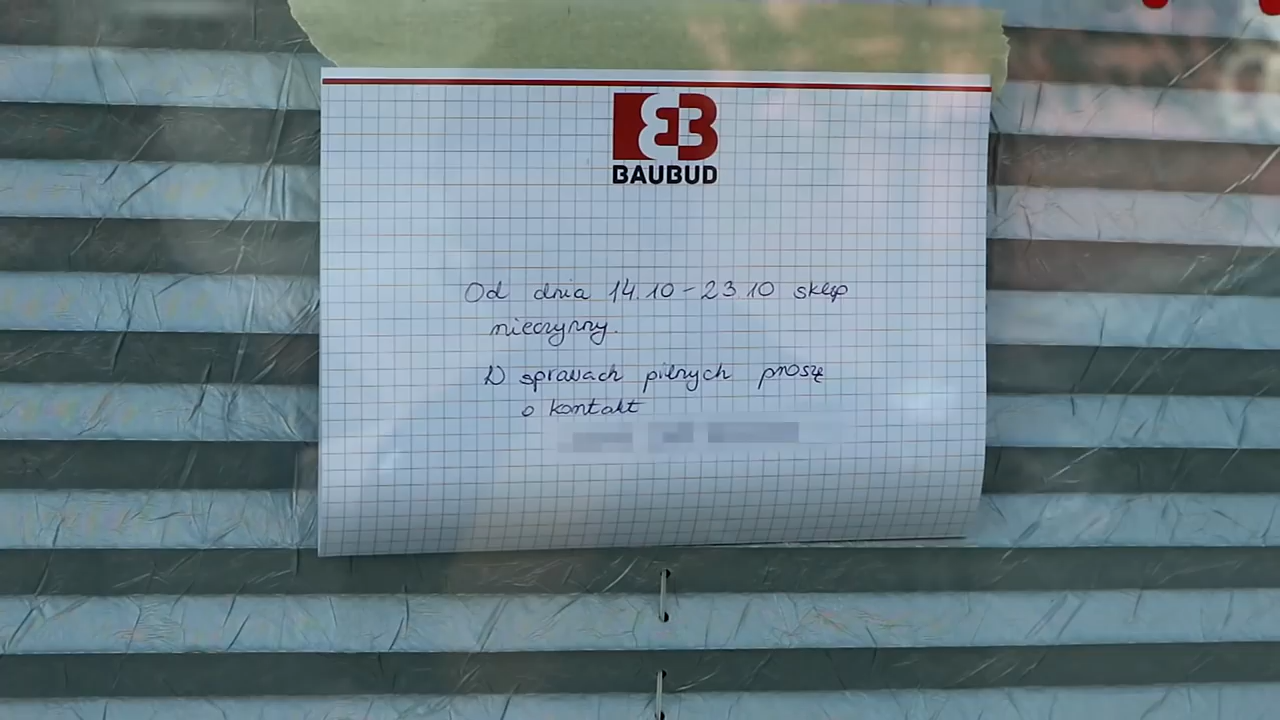 BAUBUD
Od dnia 14.10-23.10 sklep
nieczynny.
W sprawach pilnych proszę
o kontakt